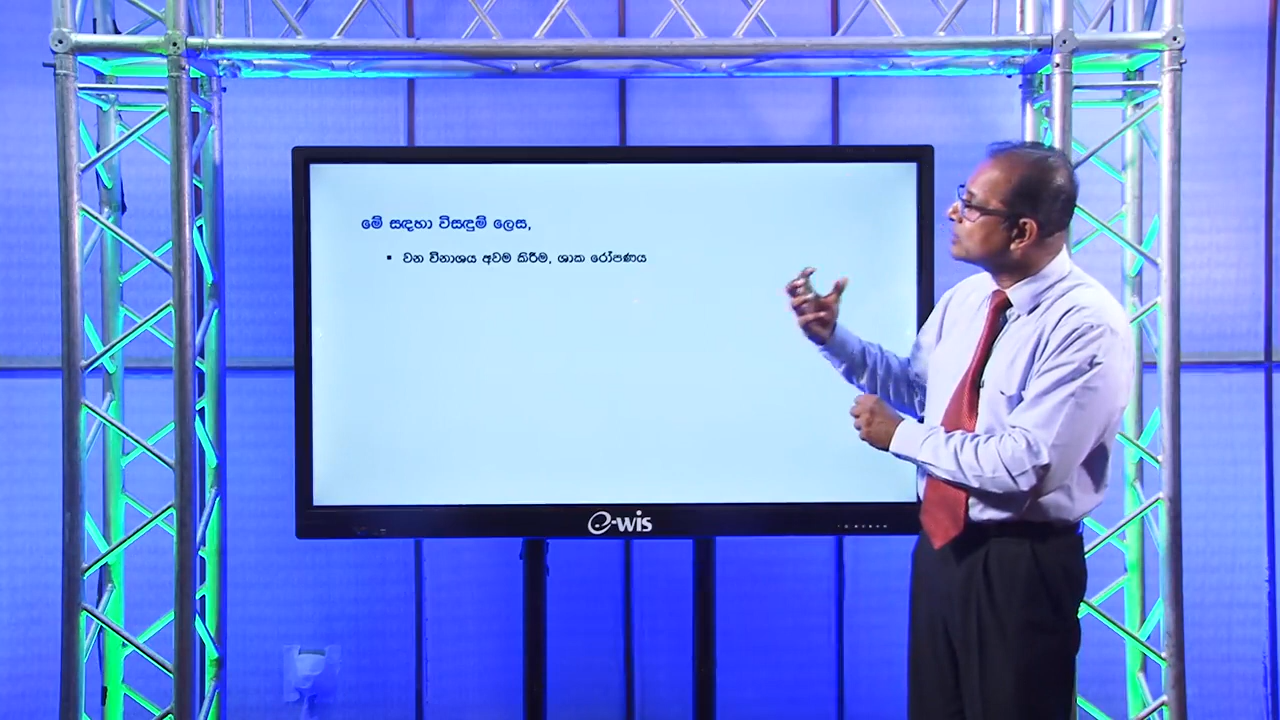 මේ සඳහා විසඳුම් ලෙස,
▪ වන විනාශය අවම කිරීම, ශාක රෝපණය
e-wis